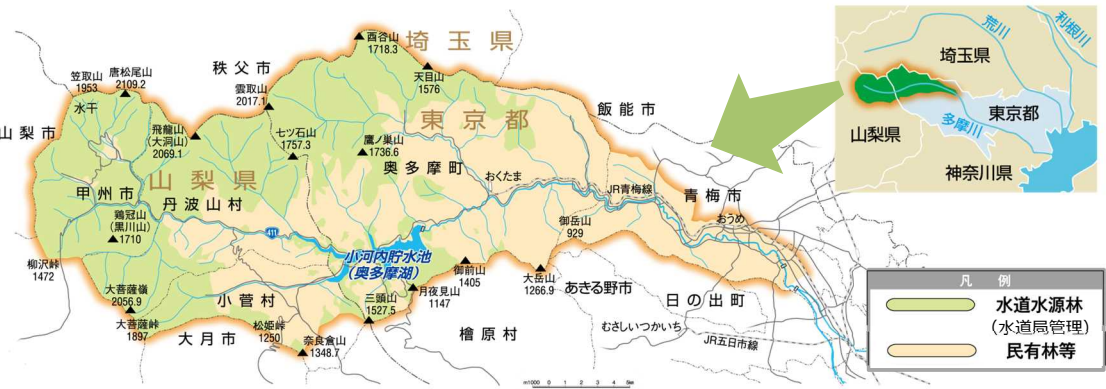 酉谷山
1718.3
埼玉県
秩父市
天目山
1576
笠取山
1953
唐松尾山
2109.2
水干
雲取山
2017.1
飯能市
山梨市
飛龍山
(大洞山)
2069.1
七ツ石山
1757.3
鷹ノ巣山
1736.6
東京都
奥多摩町
おくたま
JR青梅線
青梅市
おうめ
甲州市
山梨県
丹波山村
鶏冠山
(黒川山)
1710
411
御岳山
929
小河内貯水池
(奥多摩湖)
柳沢峠
1472
御前山
1405
大岳山
1266.9
あきる野市
日の出町
大菩薩嶺
2056.9
小菅村
三頭山
1527.5
月夜見山
1147
大菩薩峠
1897
大月市
松姫峠
1250
奈良倉山
1348.7
檜原村
むさしいつかいち
JR五日市線
m1000 0 1 2 3 4 5㎞
荒川
利根川
埼玉県
東京都
多摩川
山梨県
神奈川県
凡例
水道水源林
(水道局管理)
民有林等